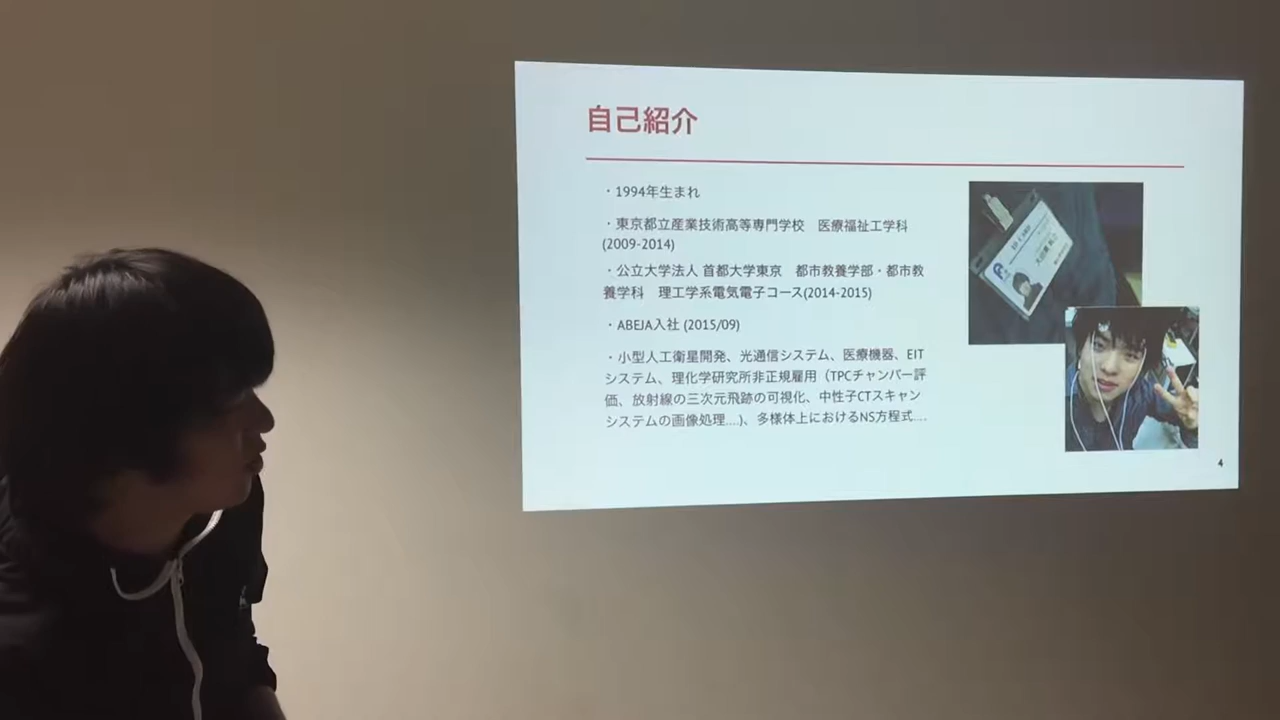 自己紹介
・1994年生まれ
・東京都立産業技術高等専門学校　医療福祉工学科
(2009-2014)
・公立大学法人 首都大学東京　都市教養学部・都市教
養学科　理工学系電気電子コース(2014-2015)
・ABEJA入社 (2015/09)
・小型人工衛星開発、光通信システム、医療機器、EIT
システム、理化学研究所非正規雇用（TPCチャンバー評
価、放射線の三次元飛跡の可視化、中性子CTスキャン
システムの画像処理....)、多様体上におけるNS方程式....
4